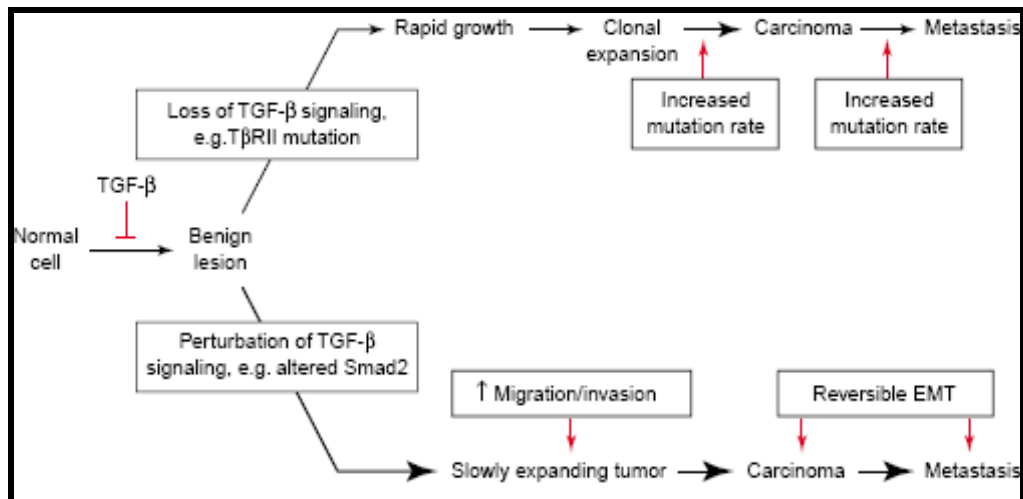 Rapid growth
Clonal
expansion
Carcinoma
Metastasis
Loss of TGF-β signaling,
e.g.TβRII mutation
Increased
mutation rate
Increased
mutation rate
TGF-β
Normal
cell
Benign
lesion
Perturbation of TGF-β
signaling, e.g. altered Smad2
↑ Migration/invasion
Reversible EMT
Slowly expanding tumor
Carcinoma
Metastasis